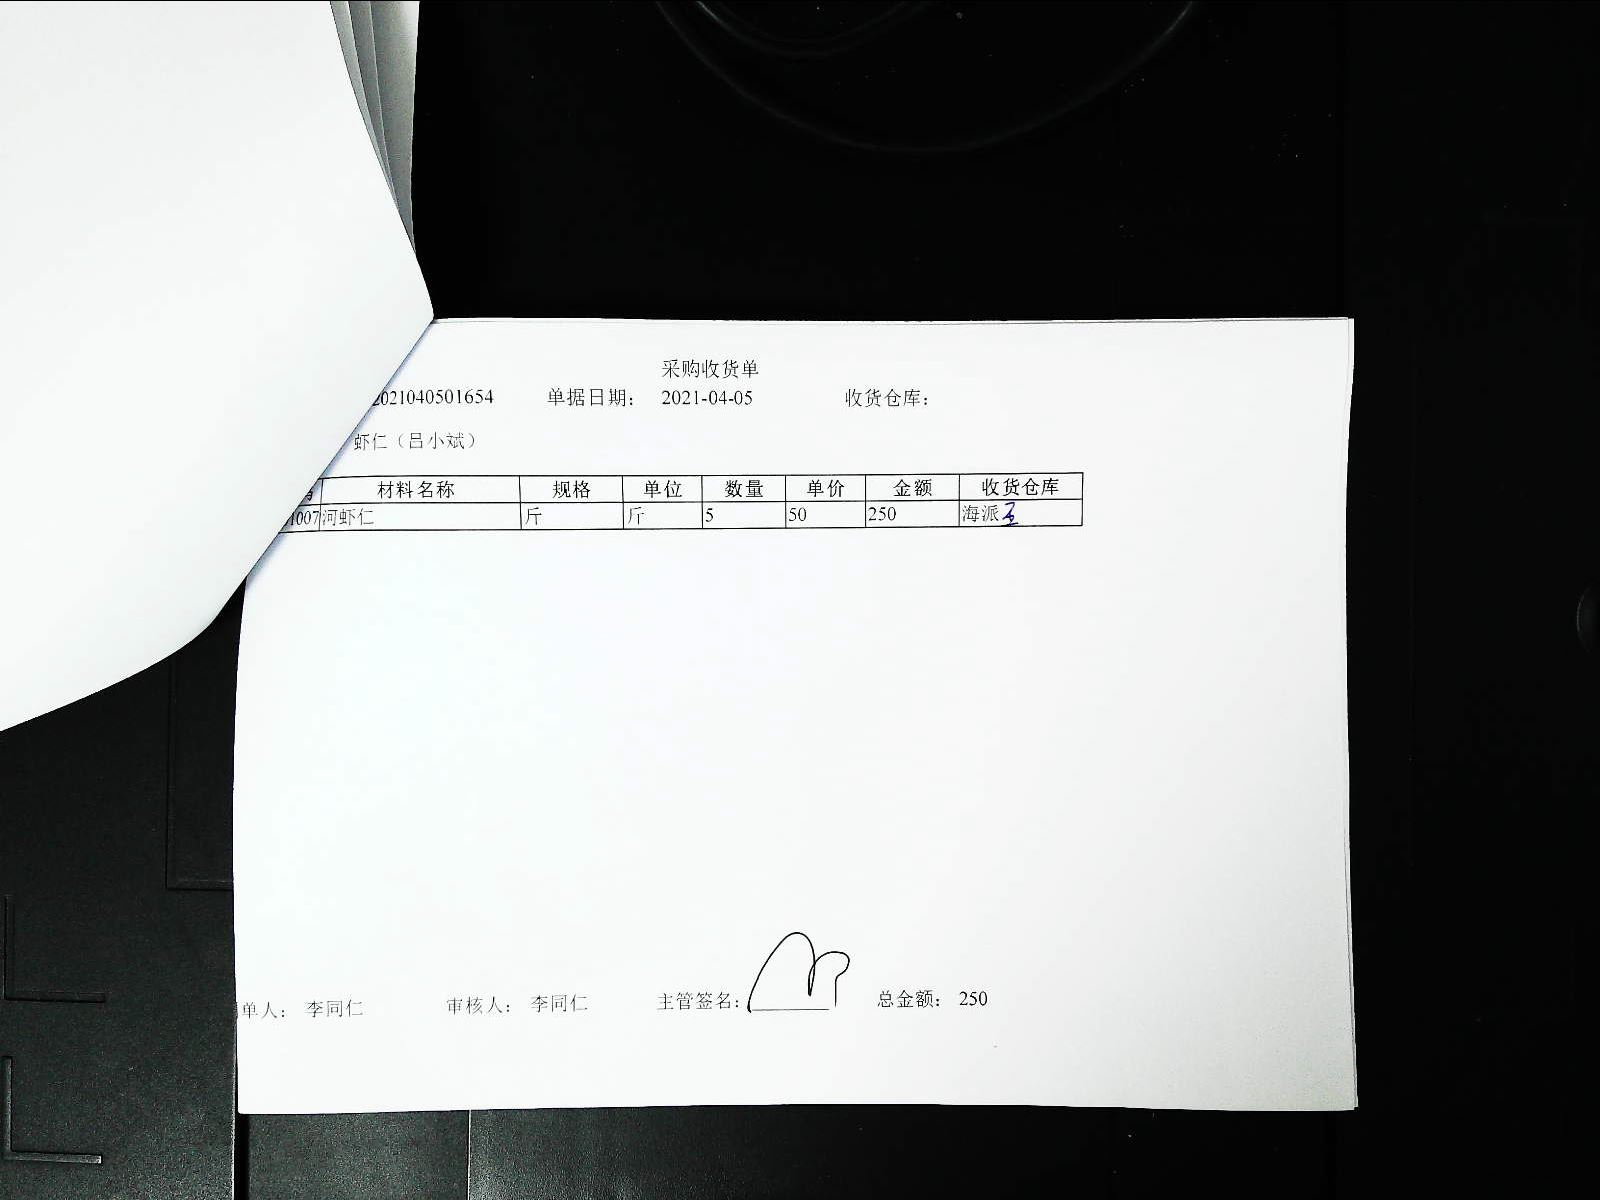 采购收货单
2021040501654 单据日期： 2021-04-05 收货仓库：
虾仁（吕小斌）
材料名称 规格 单位 数量 单价 金额 收货仓库
1007 河虾仁 斤 斤 5 50 250 海派
单人： 李同仁 审核人： 李同仁 主管签名： 总金额： 250